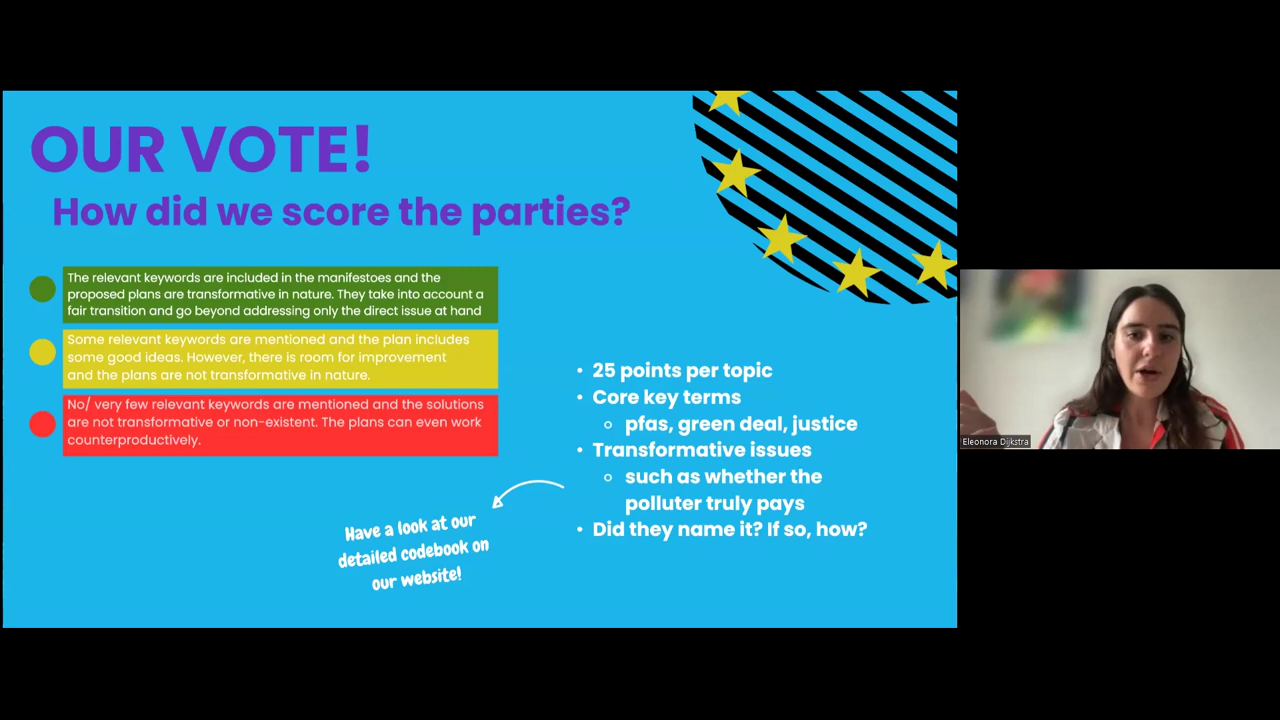 OUR VOTE!
How did we score the parties?
The relevant keywords are included in the manifestoes and the
proposed plans are transformative in nature. They take into account a
fair transition and go beyond addressing only the direct issue at hand
Some relevant keywords are mentioned and the plan includes
some good ideas. However, there is room for improvement
and the plans are not transformative in nature.
No/ very few relevant keywords are mentioned and the solutions
are not transformative or non-existent. The plans can even work
counterproductively.
• 25 points per topic
• Core key terms
○ pfas, green deal, justice
• Transformative issues
○ such as whether the
polluter truly pays
• Did they name it? If so, how?
Have a look at our
detailed codebook on
our website!
Eleonora Dijkstra